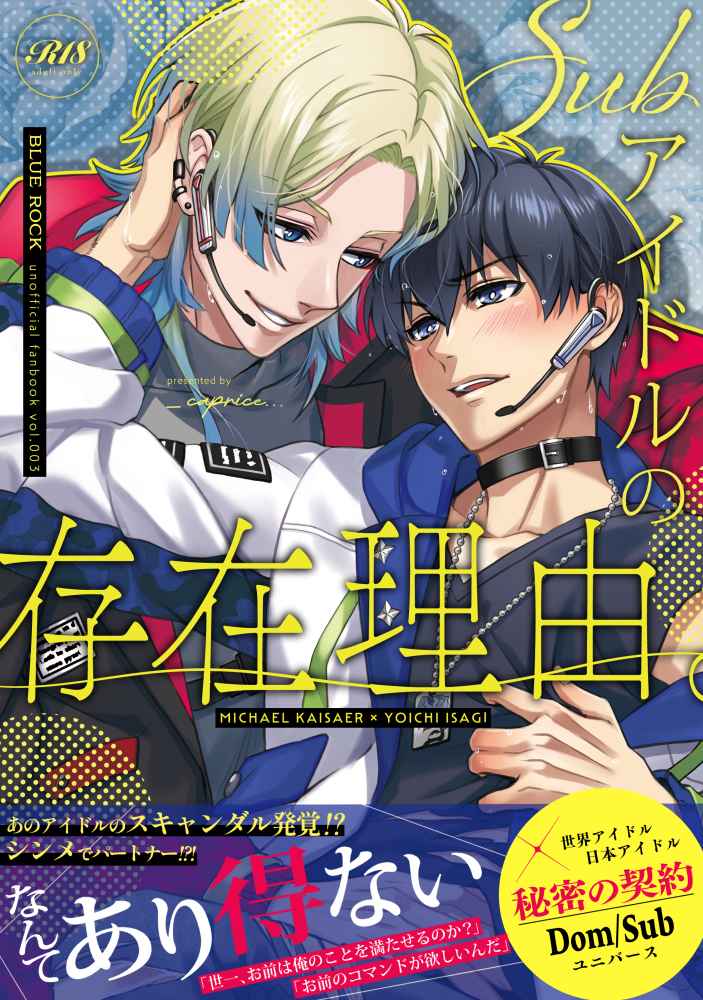 R18
adult only
BLUE ROCK unofficial fanbook vol.003
Subアイドルの
存在理由。
presented by
caprice...
MICHAEL KAISAER × YOICHI ISAGI
あのアイドルのスキャンダル発覚!?
シンメでパートナー!?!
なんてあり得ない
「世一、お前は俺のことを満たせるのか?」
「お前のコマンドが欲しいんだ」
世界アイドル
×
日本アイドル
秘密の契約
Dom/Sub
ユニバース